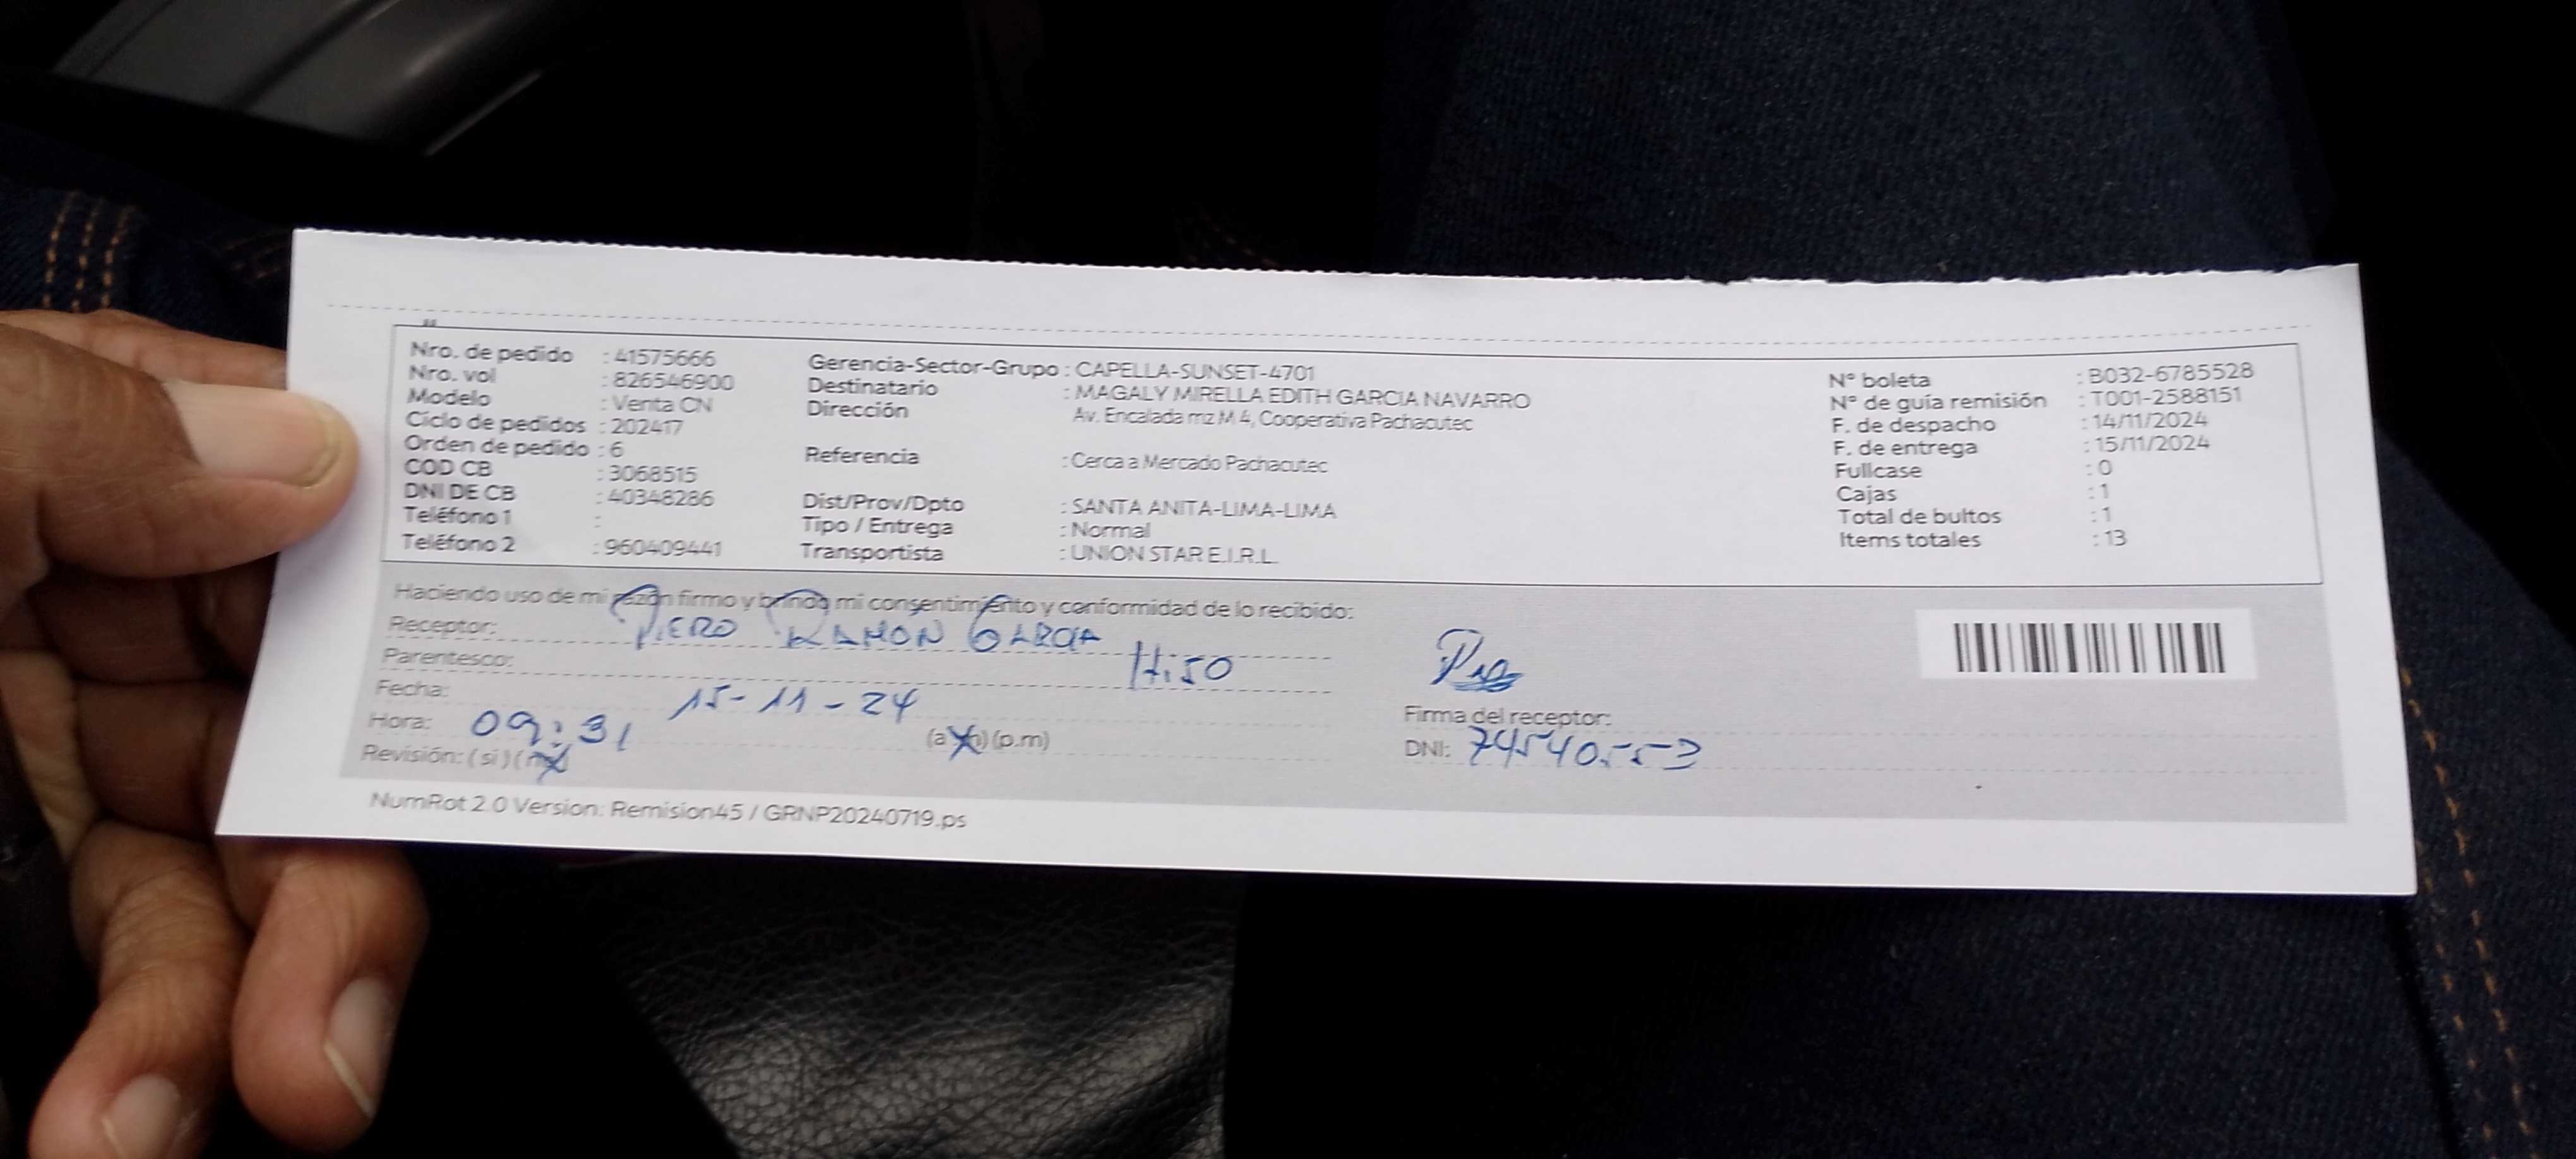 Nro. de pedido : 41575666
Nro. vol : 826546900
Modelo : Venta CN
Ciclo de pedidos : 202417
Orden de pedido : 6
COD CB : 3068515
DNI DE CB : 40348286
Teléfono 1 :
Teléfono 2 : 960409441
Gerencia-Sector-Grupo : CAPELLA-SUNSET-4701
Destinatario : MAGALY MIRELLA EDITH GARCIA NAVARRO
Dirección Av. Encalada mz M 4, Cooperativa Pachacutec
Referencia : Cerca a Mercado Pachacutec
Dist/Prov/Dpto : SANTA ANITA-LIMA-LIMA
Tipo / Entrega : Normal
Transportista : UNION STAR E.I.R.L.
N° boleta : B032-6785528
N° de guía remisión : T001-2588151
F. de despacho : 14/11/2024
F. de entrega : 15/11/2024
Fullcase : 0
Cajas : 1
Total de bultos : 1
Items totales : 13
Haciendo uso de mi razón firmo y brindo mi consentimiento y conformidad de lo recibido:
Receptor: PIERO RAMON GARCIA
Parentesco: HiJO
Fecha: 15-11-24
Hora: 09:31 (a.m) (p.m)
Revisión: (si) (no)
Firma del receptor:
DNI: 74540553
NumRot 2.0 Version: Remision45 / GRNP20240719.ps